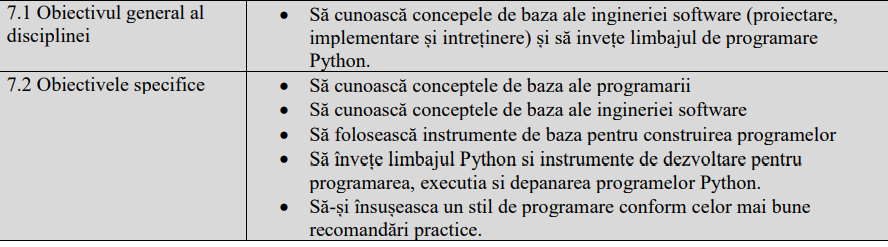 7.1 Obiectivul general al
disciplinei
• Să cunoască concepele de baza ale ingineriei software (proiectare,
implementare și intreținere) și să invețe limbajul de programare
Python.
7.2 Obiectivele specifice
• Să cunoască conceptele de baza ale programarii
• Să cunoască conceptele de baza ale ingineriei software
• Să folosească instrumente de baza pentru construirea programelor
• Să învețe limbajul Python si instrumente de dezvoltare pentru
programarea, executia si depanarea programelor Python.
• Să-și însușeasca un stil de programare conform celor mai bune
recomandări practice.